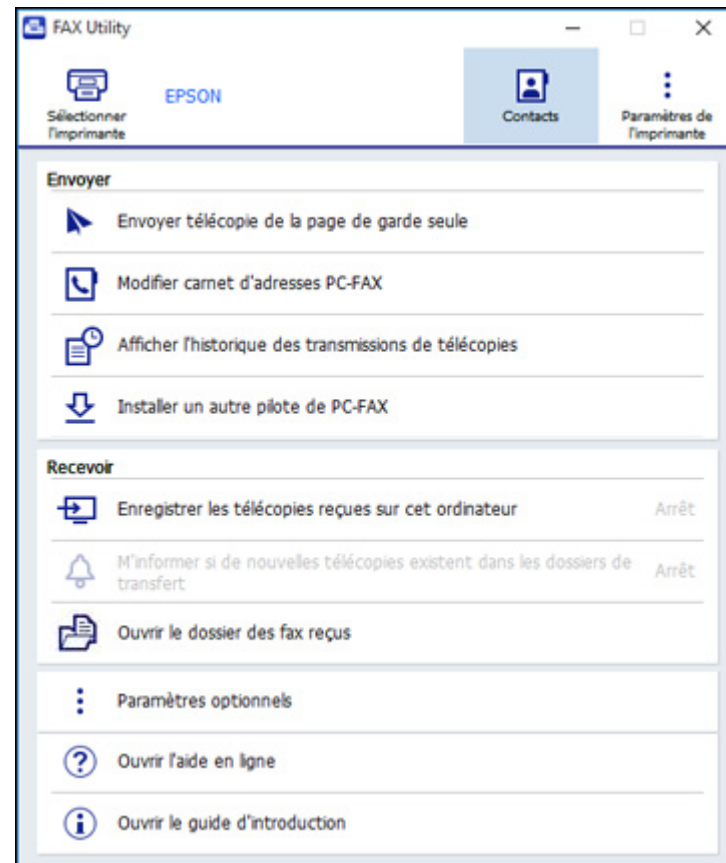 FAX Utility
Sélectionner
l'imprimante
EPSON
Contacts
Paramètres de
l'imprimante
Envoyer
Envoyer télécopie de la page de garde seule
Modifier carnet d'adresses PC-FAX
Afficher l'historique des transmissions de télécopies
Installer un autre pilote de PC-FAX
Recevoir
Enregistrer les télécopies reçues sur cet ordinateur Arrêt
M'informer si de nouvelles télécopies existent dans les dossiers de
transfert Arrêt
Ouvrir le dossier des fax reçus
Paramètres optionnels
Ouvrir l'aide en ligne
Ouvrir le guide d'introduction